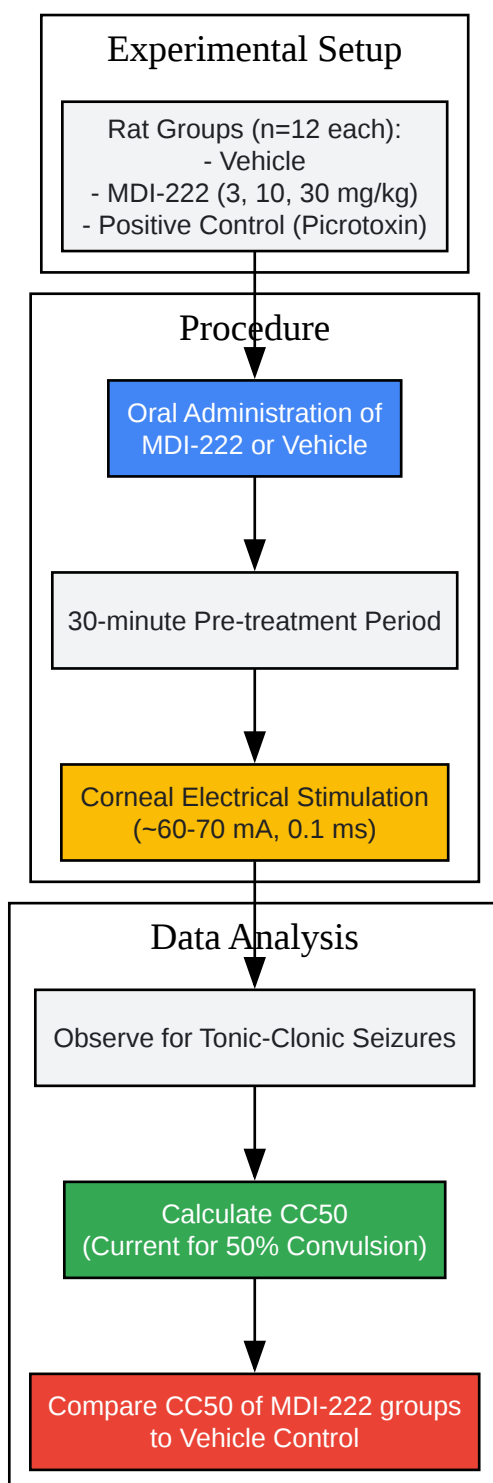 Experimental Setup
Rat Groups (n=12 each):
- Vehicle
- MDI-222 (3, 10, 30 mg/kg)
- Positive Control (Picrotoxin)
Procedure
Oral Administration of
MDI-222 or Vehicle
30-minute Pre-treatment Period
Corneal Electrical Stimulation
(~60-70 mA, 0.1 ms)
Data Analysis
Observe for Tonic-Clonic Seizures
Calculate CC50
(Current for 50% Convulsion)
Compare CC50 of MDI-222 groups
to Vehicle Control